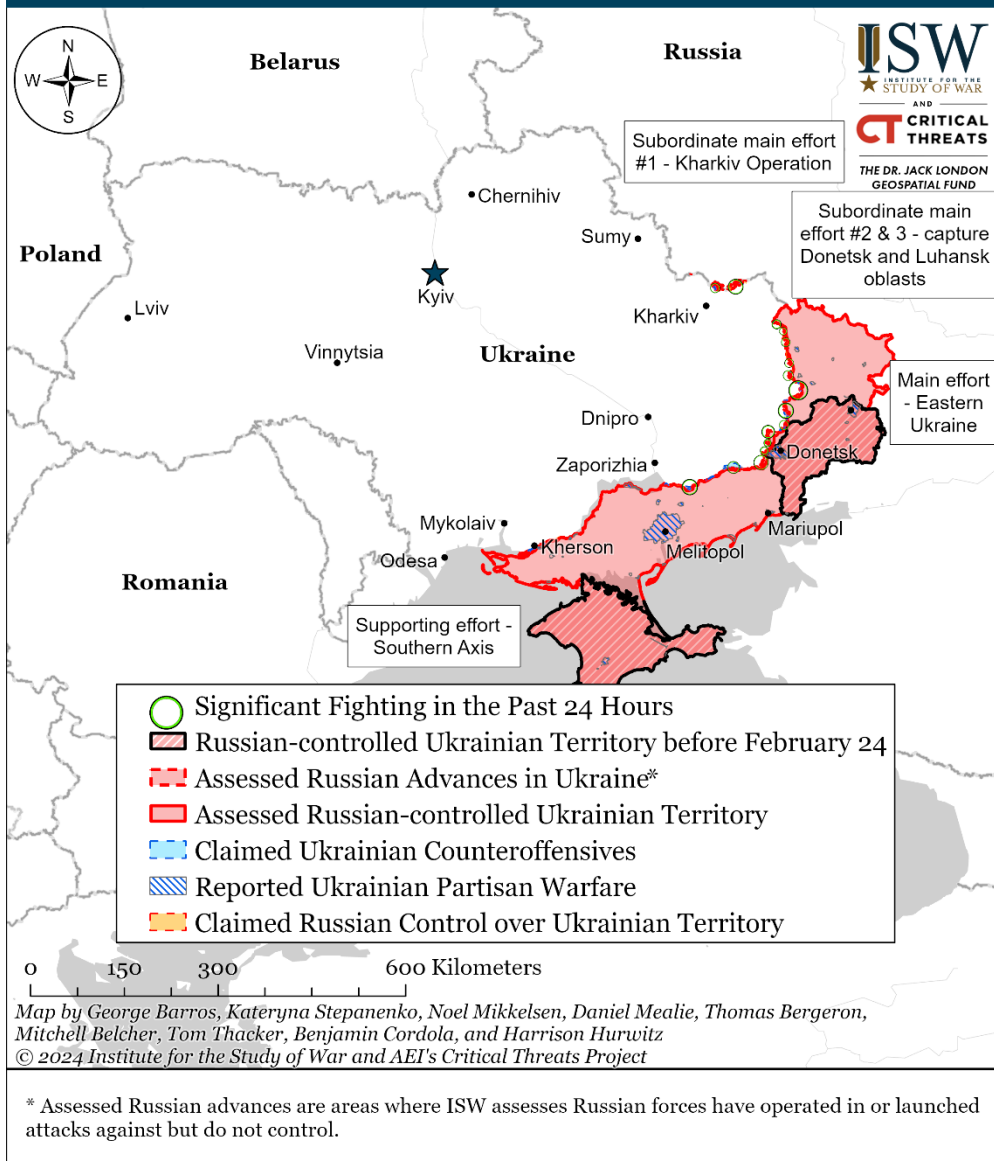 N
W
E
S
Belarus
Russia
ISW
INSTITUTE FOR THE
STUDY OF WAR
AND
CT CRITICAL
THREATS
THE DR. JACK LONDON
GEOSPATIAL FUND
Subordinate main effort
#1 - Kharkiv Operation
Subordinate main
effort #2 & 3 - capture
Donetsk and Luhansk
oblasts
Chernihiv
Sumy
Poland
Kyiv
Lviv
Kharkiv
Vinnytsia
Ukraine
Main effort
- Eastern
Ukraine
Dnipro
Donetsk
Zaporizhia
Mykolaiv
Mariupol
Kherson
Melitopol
Odesa
Romania
Supporting effort -
Southern Axis
Significant Fighting in the Past 24 Hours
Russian-controlled Ukrainian Territory before February 24
Assessed Russian Advances in Ukraine*
Assessed Russian-controlled Ukrainian Territory
Claimed Ukrainian Counteroffensives
Reported Ukrainian Partisan Warfare
Claimed Russian Control over Ukrainian Territory
0 150 300 600 Kilometers
Map by George Barros, Kateryna Stepanenko, Noel Mikkelsen, Daniel Mealie, Thomas Bergeron,
Mitchell Belcher, Tom Thacker, Benjamin Cordola, and Harrison Hurwitz
© 2024 Institute for the Study of War and AEI's Critical Threats Project
* Assessed Russian advances are areas where ISW assesses Russian forces have operated in or launched
attacks against but do not control.